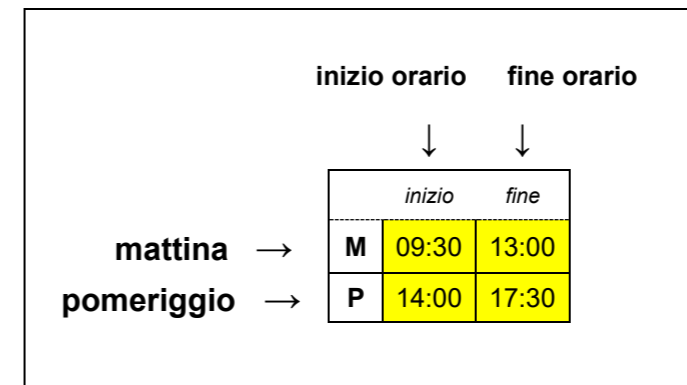 inizio orario fine orario
↓ ↓
inizio fine
mattina → M 09:30 13:00
pomeriggio → P 14:00 17:30